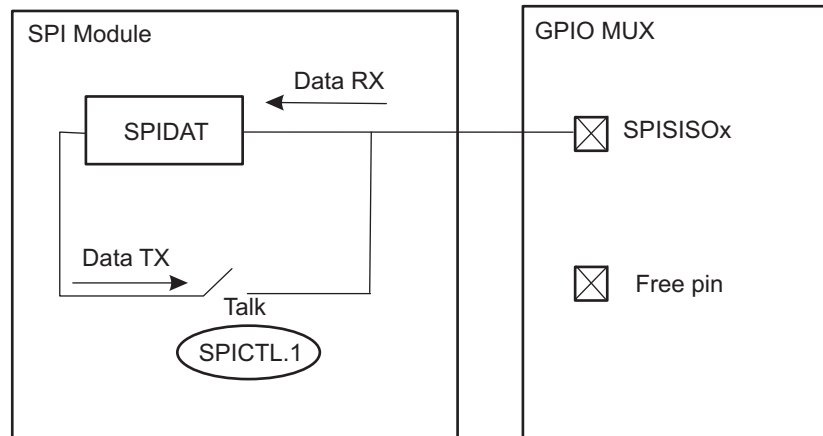 SPI Module
GPIO MUX
Data RX
SPIDAT
SPISISOx
Data TX
Free pin
Talk
SPICTL.1